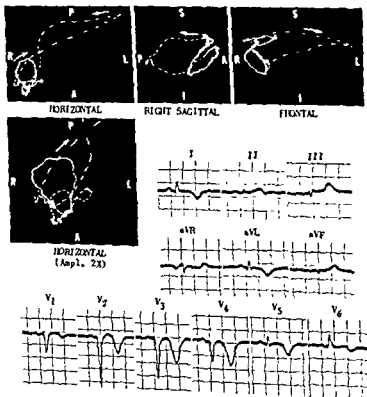 P S S
R L P A R L
A I I
HORIZONTAL RIGHT SAGITTAL FRONTAL
P
R L
A
HORIZONTAL
(Ampl. 2X)
I II III
aVR aVL aVF
V1 V2 V3 V4 V5 V6